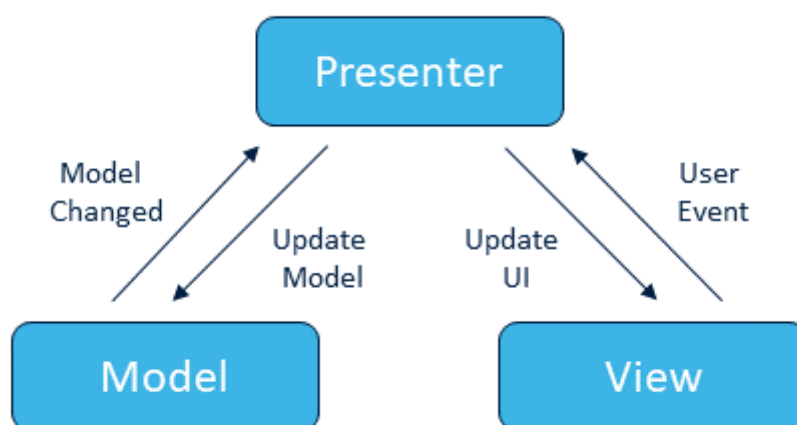 Presenter
Model
Changed
Update
Model
Update
UI
User
Event
Model
View